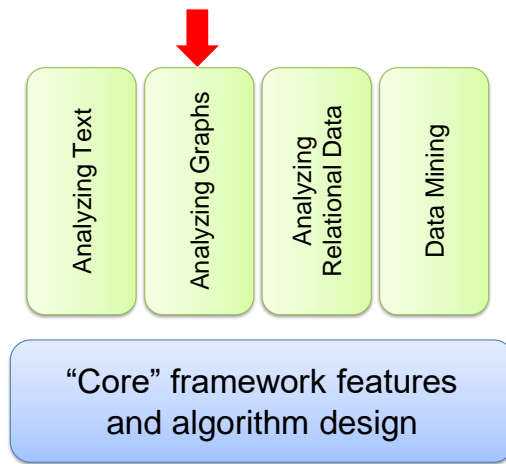 Analyzing Text
Analyzing Graphs
Analyzing
Relational Data
Data Mining
“Core” framework features
and algorithm design